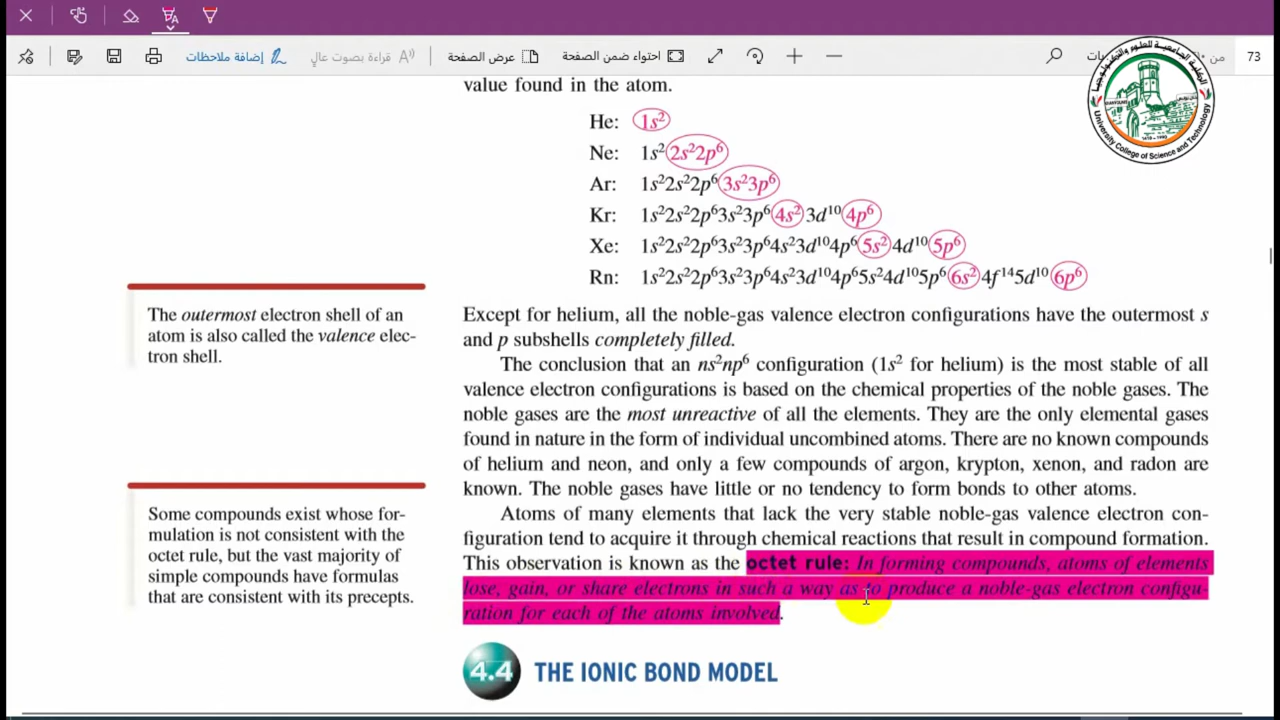 إضافة ملاحظات
قراءة بصوت عالٍ
عرض الصفحة
احتواء ضمن الصفحة
من
73
الكلية الجامعية للعلوم والتكنولوجيا
University College of Science and Technology
value found in the atom.
He: 1s²
Ne: 1s²2s²2p⁶
Ar: 1s²2s²2p⁶3s²3p⁶
Kr: 1s²2s²2p⁶3s²3p⁶4s²3d¹⁰4p⁶
Xe: 1s²2s²2p⁶3s²3p⁶4s²3d¹⁰4p⁶5s²4d¹⁰5p⁶
Rn: 1s²2s²2p⁶3s²3p⁶4s²3d¹⁰4p⁶5s²4d¹⁰5p⁶6s²4f¹⁴5d¹⁰6p⁶
The outermost electron shell of an
atom is also called the valence elec-
tron shell.
Except for helium, all the noble-gas valence electron configurations have the outermost s
and p subshells completely filled.
The conclusion that an ns²np⁶ configuration (1s² for helium) is the most stable of all
valence electron configurations is based on the chemical properties of the noble gases. The
noble gases are the most unreactive of all the elements. They are the only elemental gases
found in nature in the form of individual uncombined atoms. There are no known compounds
of helium and neon, and only a few compounds of argon, krypton, xenon, and radon are
known. The noble gases have little or no tendency to form bonds to other atoms.
Some compounds exist whose for-
mulation is not consistent with the
octet rule, but the vast majority of
simple compounds have formulas
that are consistent with its precepts.
Atoms of many elements that lack the very stable noble-gas valence electron con-
figuration tend to acquire it through chemical reactions that result in compound formation.
This observation is known as the octet rule: In forming compounds, atoms of elements
lose, gain, or share electrons in such a way as to produce a noble-gas electron configu-
ration for each of the atoms involved.
4.4 THE IONIC BOND MODEL